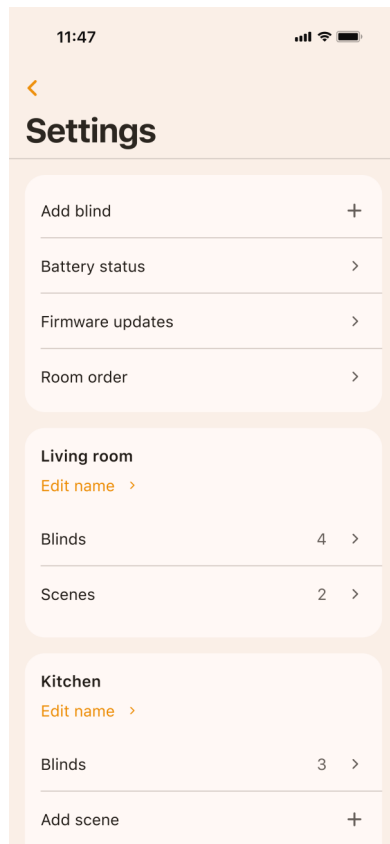 11:47
Settings
Add blind
Battery status
Firmware updates
Room order
Living room
Edit name
Blinds 4
Scenes 2
Kitchen
Edit name
Blinds 3
Add scene